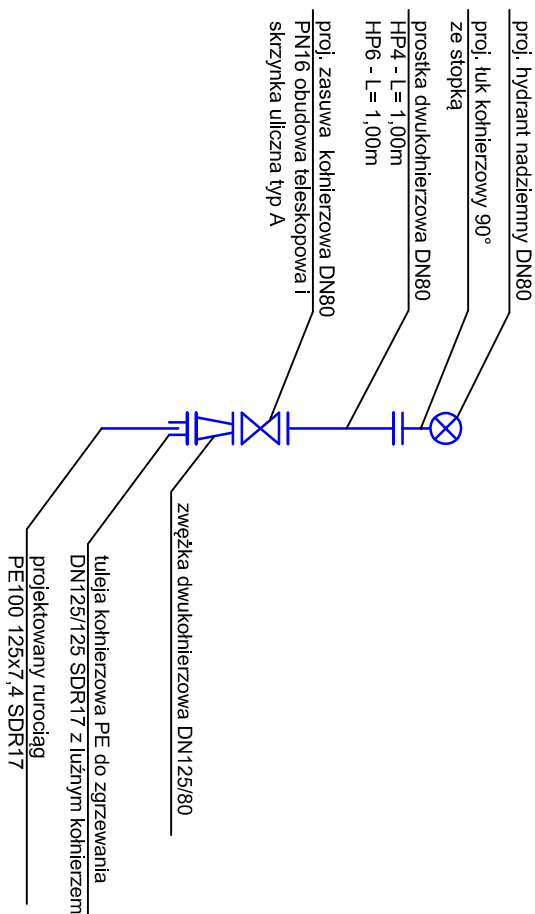 proj. hydrant nadziemny DN80
proj. łuk kołnierzowy 90°
ze stopką
prostka dwukołnierzowa DN80
HP4 - L= 1,00m
HP6 - L= 1,00m
proj. zasuwa kołnierzowa DN80
PN16 obudowa teleskopowa i
skrzynka uliczna typ A
zwężka dwukołnierzowa DN125/80
tuleja kołnierzowa PE do zgrzewania
DN125/125 SDR17 z luźnym kołnierzem
projektowany rurociąg
PE100 125x7,4 SDR17